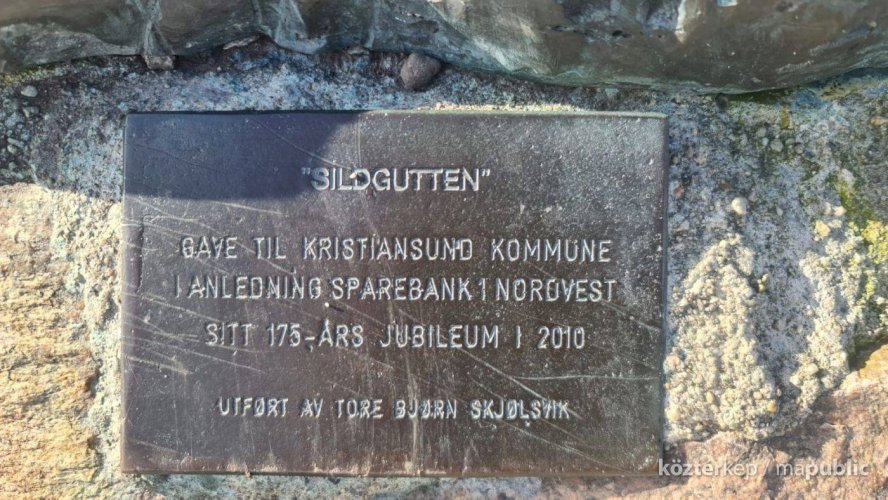 "SILDGUTTEN"
GAVE TIL KRISTIANSUND KOMMUNE
I ANLEDNING SPAREBANK 1 NORDVEST
SITT 175-ÅRS JUBILEUM I 2010
UTFØRT AV TORE BJØRN SKJØLSVIK
köztérkép / mapublic